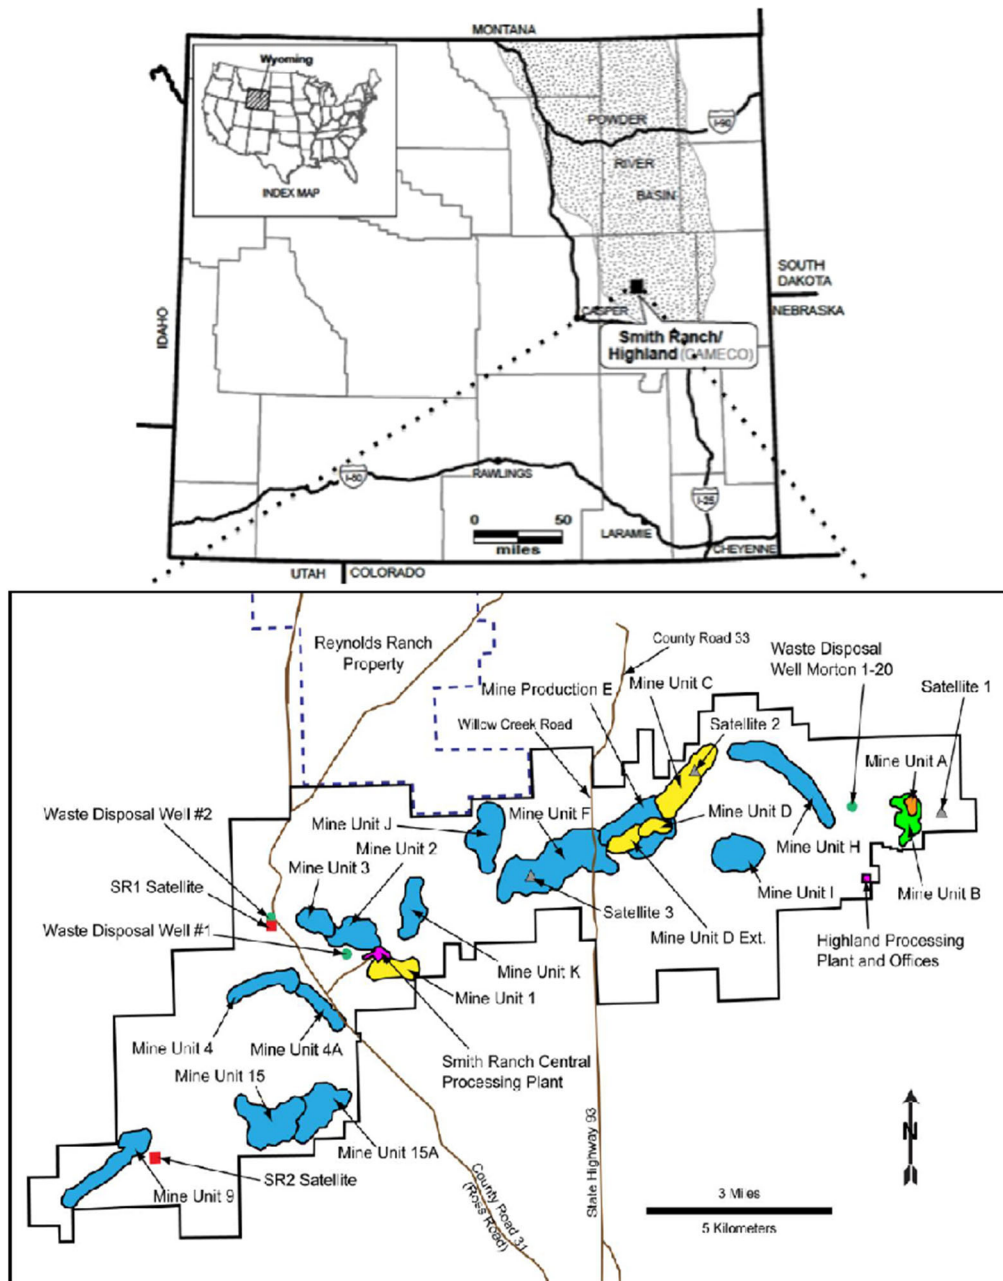 MONTANA
Wyoming
INDEX MAP
POWDER
RIVER
BASIN
I-90
IDAHO
SOUTH
DAKOTA
NEBRASKA
CASPER
Smith Ranch/
Highland (CAMECO)
I-80
RAWLINGS
I-25
0 50
miles
LARAMIE
CHEYENNE
UTAH
COLORADO
Reynolds Ranch
Property
County Road 33
Waste Disposal
Well Morton 1-20
Mine Production E
Mine Unit C
Satellite 1
Willow Creek Road
Satellite 2
Mine Unit A
Waste Disposal
Well #2
Mine Unit J
Mine Unit F
Mine Unit D
Mine Unit 2
Mine Unit 3
Mine Unit H
SR1 Satellite
Mine Unit I
Mine Unit B
Satellite 3
Waste Disposal
Well #1
Mine Unit D Ext.
Highland Processing
Plant and Offices
Mine Unit K
Mine Unit 1
Mine Unit 4
Mine Unit 4A
Smith Ranch Central
Processing Plant
Mine Unit 15
Mine Unit 15A
SR2 Satellite
Mine Unit 9
County Road 31
(Ross Road)
State Highway 93
N
3 Miles
5 Kilometers